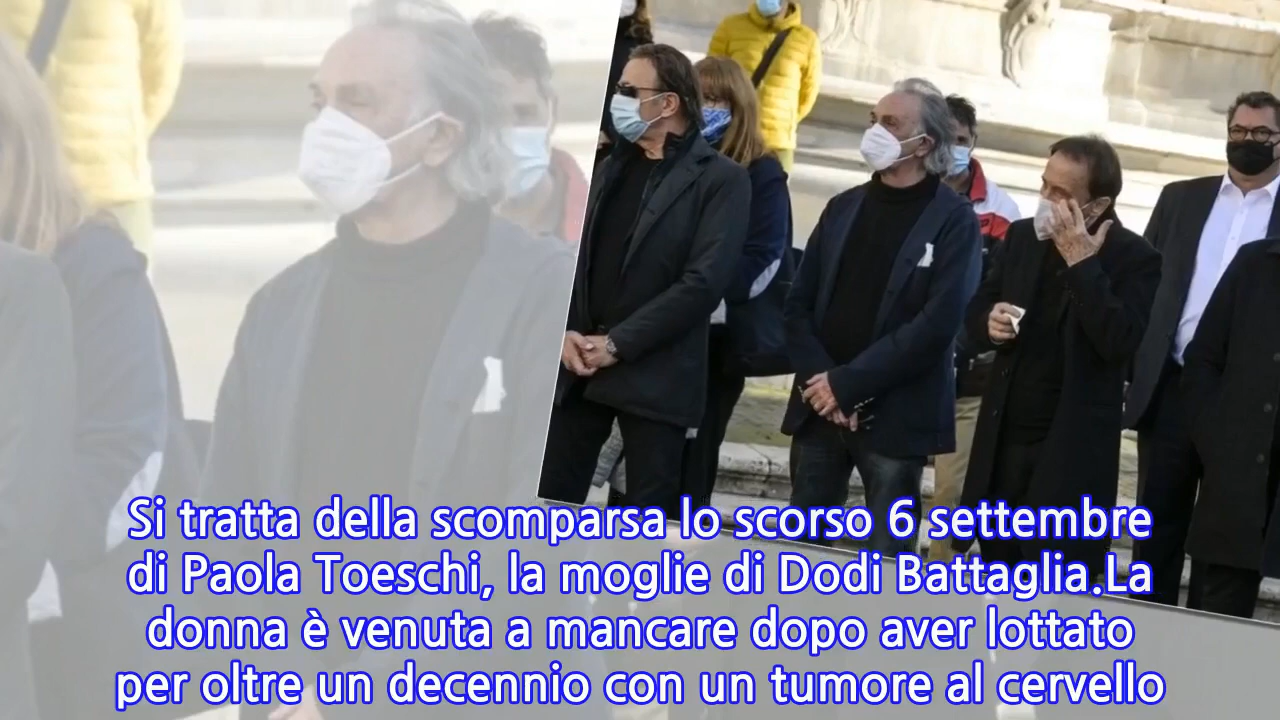 Si tratta della scomparsa lo scorso 6 settembre
di Paola Toeschi, la moglie di Dodi Battaglia.La
donna è venuta a mancare dopo aver lottato
per oltre un decennio con un tumore al cervello